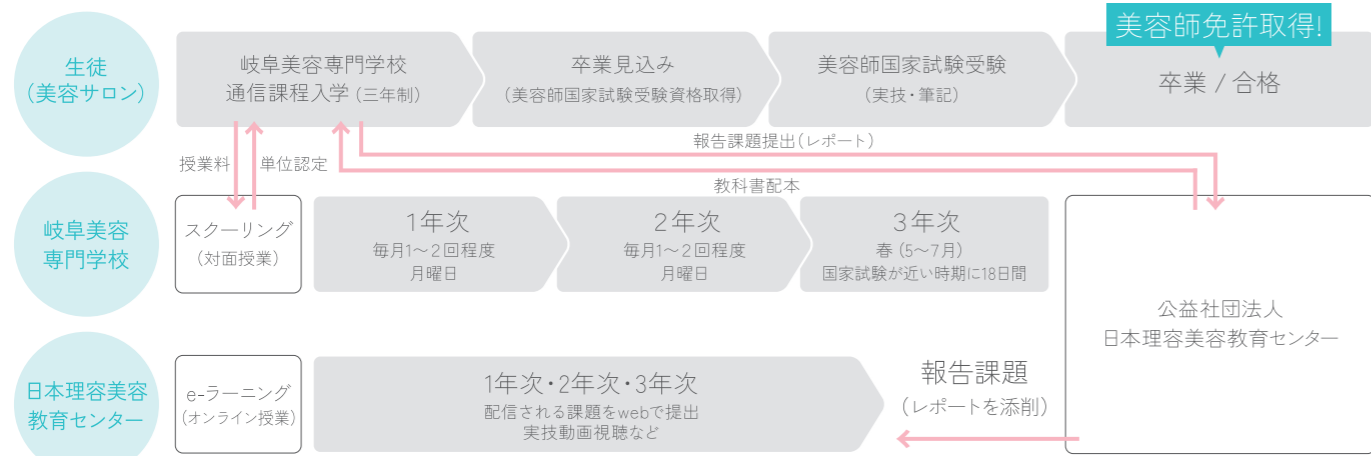 美容師免許取得!
生徒
(美容サロン)
岐阜美容専門学校
通信課程入学(三年制)
卒業見込み
(美容師国家試験受験資格取得)
美容師国家試験受験
(実技・筆記)
卒業 / 合格
授業料
単位認定
報告課題提出(レポート)
教科書配本
岐阜美容
専門学校
スクーリング
(対面授業)
1年次
毎月1〜2回程度
月曜日
2年次
毎月1〜2回程度
月曜日
3年次
春(5〜7月)
国家試験が近い時期に18日間
公益社団法人
日本理容美容教育センター
日本理容美容
教育センター
e-ラーニング
(オンライン授業)
1年次・2年次・3年次
配信される課題をwebで提出
実技動画視聴など
報告課題
(レポートを添削)